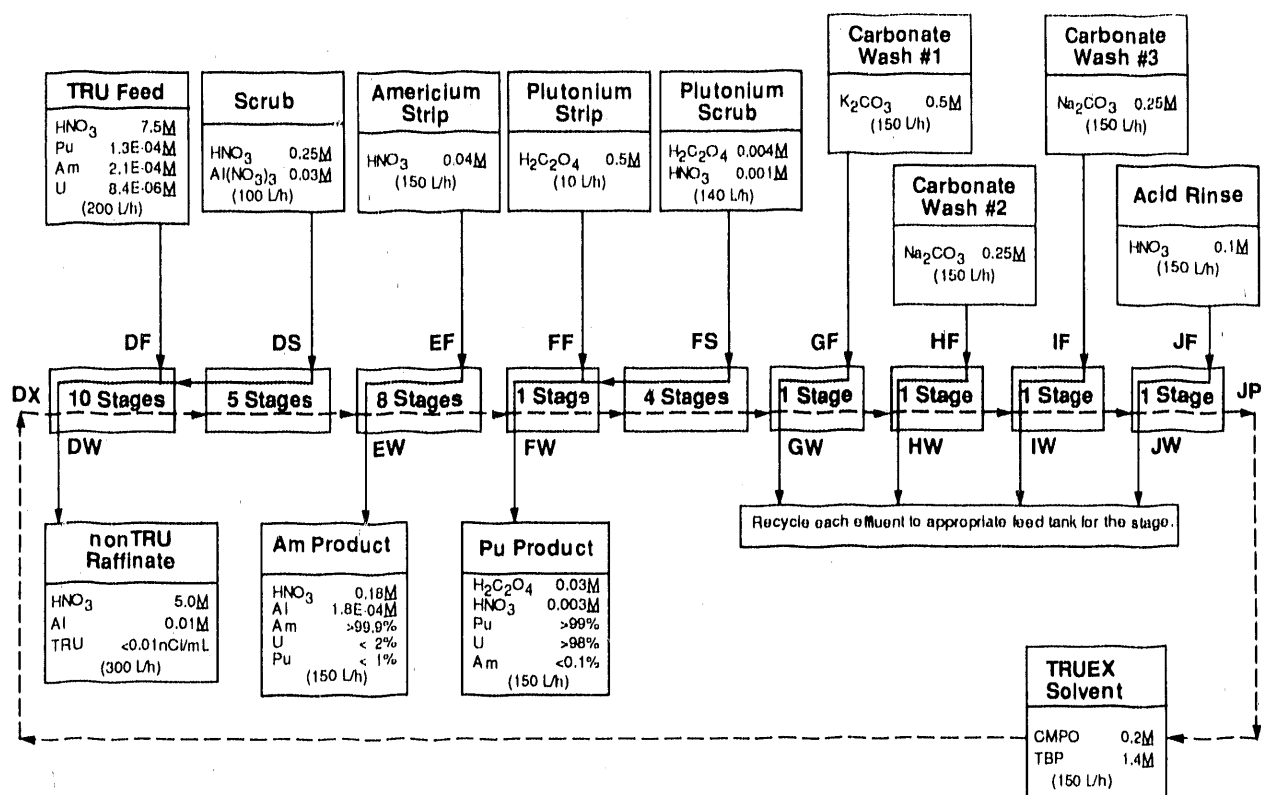 TRU Feed
HNO3 7.5M
Pu 1.3E-04M
Am 2.1E-04M
U 8.4E-06M
(200 L/h)
Scrub
HNO3 0.25M
Al(NO3)3 0.03M
(100 L/h)
Americium
Strip
HNO3 0.04M
(150 L/h)
Plutonium
Strip
H2C2O4 0.5M
(10 L/h)
Plutonium
Scrub
H2C2O4 0.004M
HNO3 0.001M
(140 L/h)
Carbonate
Wash #1
K2CO3 0.5M
(150 L/h)
Carbonate
Wash #2
Na2CO3 0.25M
(150 L/h)
Carbonate
Wash #3
Na2CO3 0.25M
(150 L/h)
Acid Rinse
HNO3 0.1M
(150 L/h)
DF DS EF FF FS GF HF IF JF
DX 10 Stages 5 Stages 8 Stages 1 Stage 4 Stages 1 Stage 1 Stage 1 Stage 1 Stage JP
DW EW FW GW HW IW JW
nonTRU
Raffinate
HNO3 5.0M
Al 0.01M
TRU <0.01nCi/mL
(300 L/h)
Am Product
HNO3 0.18M
Al 1.8E-04M
Am >99.9%
U < 2%
Pu < 1%
(150 L/h)
Pu Product
H2C2O4 0.03M
HNO3 0.003M
Pu >99%
U >98%
Am <0.1%
(150 L/h)
Recycle each effluent to appropriate feed tank for the stage.
TRUEX
Solvent
CMPO 0.2M
TBP 1.4M
(150 L/h)